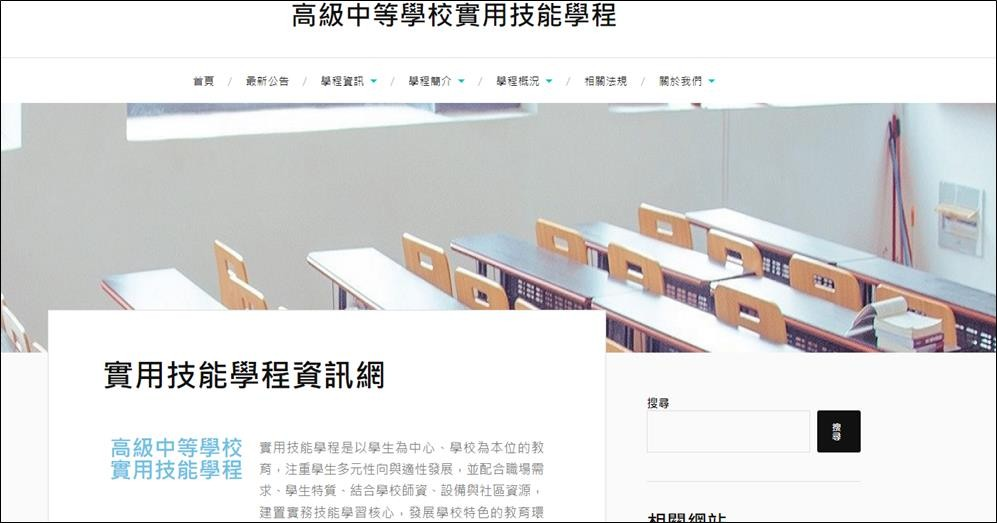 高級中等學校實用技能學程
首頁 / 最新公告 / 學程資訊 / 學程簡介 / 學程概況 / 相關法規 / 關於我們
實用技能學程資訊網
高級中等學校
實用技能學程
實用技能學程是以學生為中心、學校為本位的教
育，注重學生多元性向與適性發展，並配合職場需
求、學生特質、結合學校師資、設備與社區資源，
建置實務技能學習核心，發展學校特色的教育環
搜尋
搜
尋
相關網站